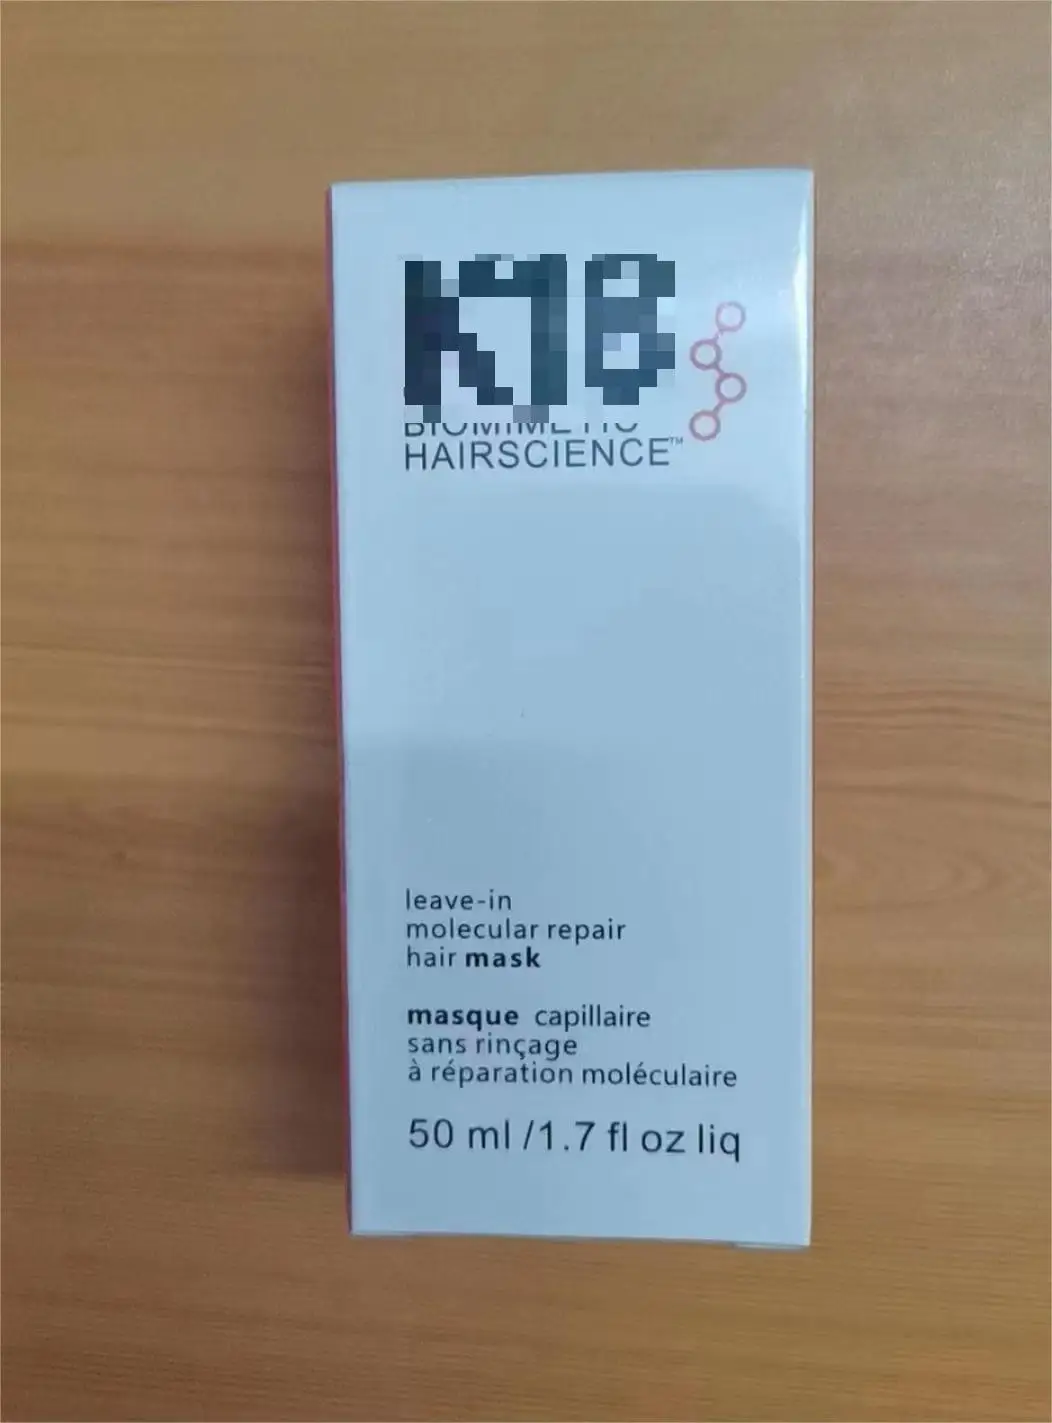 BIOMIMETIC
HAIRSCIENCE™
leave-in
molecular repair
hair mask
masque capillaire
sans rinçage
à réparation moléculaire
50 ml /1.7 fl oz liq